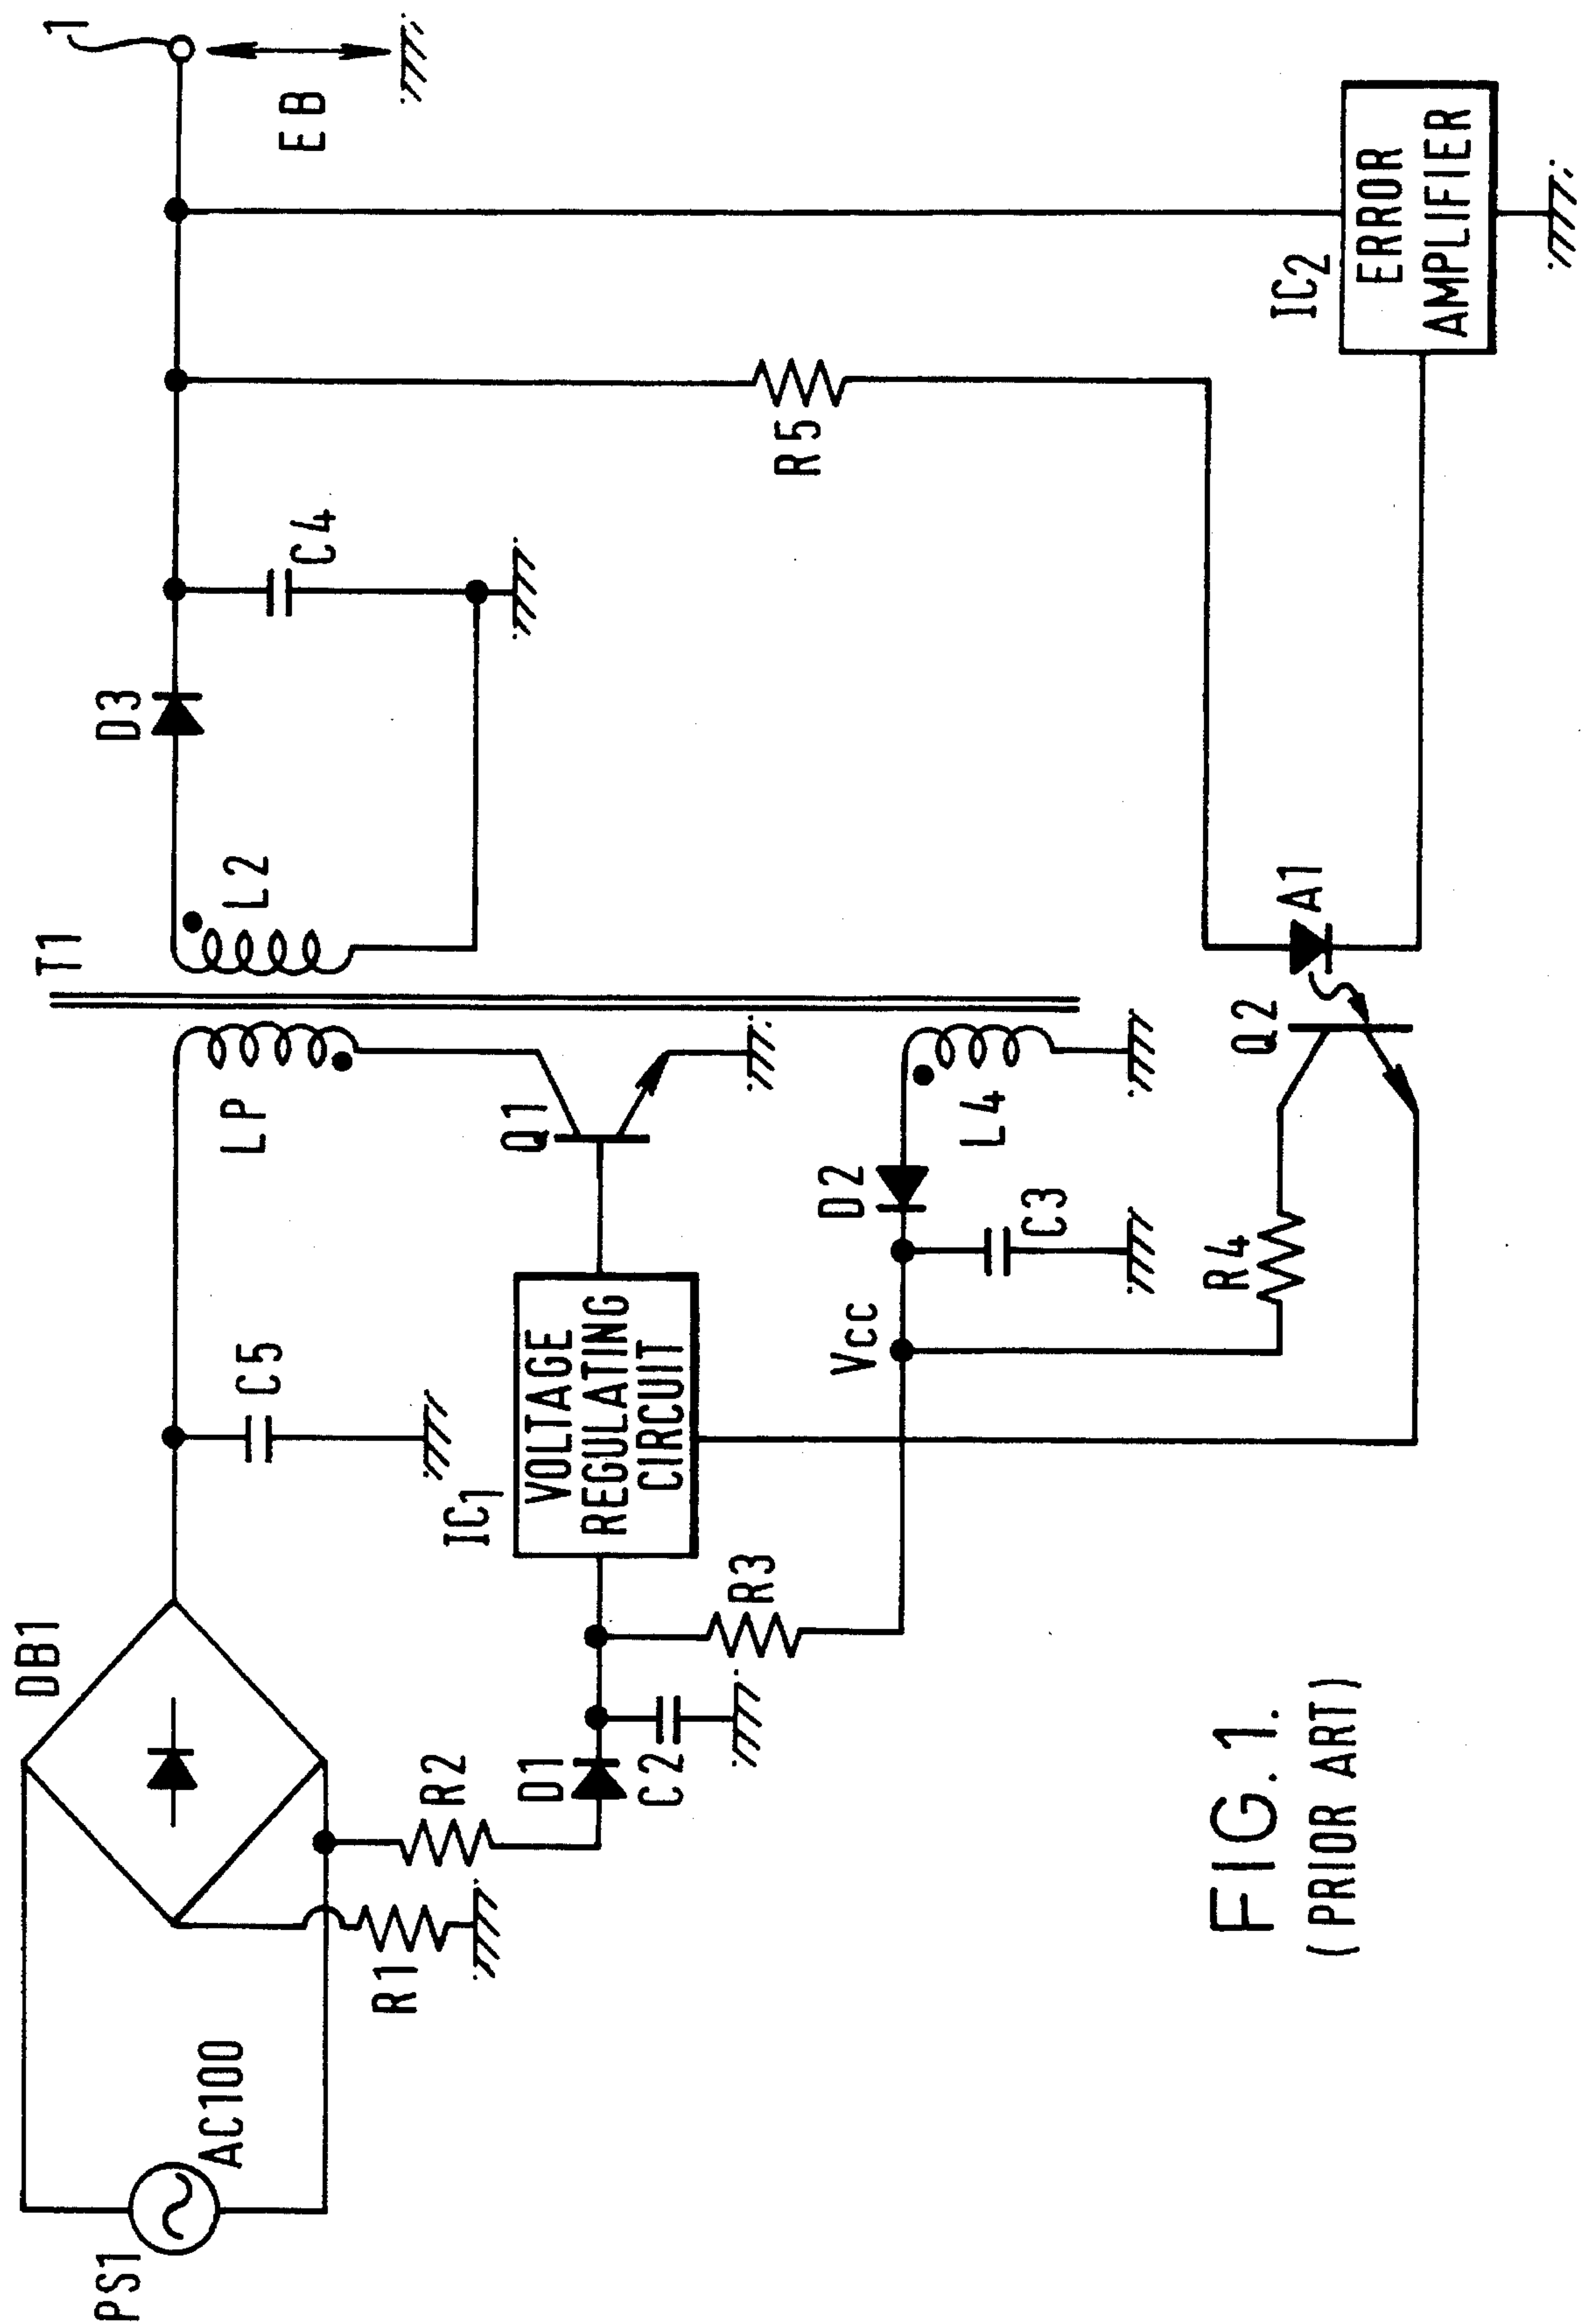 PS1
AC100
DB1
R1
R2
D1
C2
R3
IC1
VOLTAGE
REGULATING
CIRCUIT
C5
LP
Q1
T1
L2
D3
C4
R5
1
EB
D2
L4
C3
Vcc
R4
Q2
A1
IC2
ERROR
AMPLIFIER
FIG. 1.
(PRIOR ART)